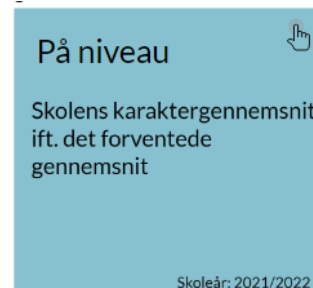 På niveau
Skolens karaktergennemsnit
ift. det forventede
gennemsnit
Skoleår: 2021/2022